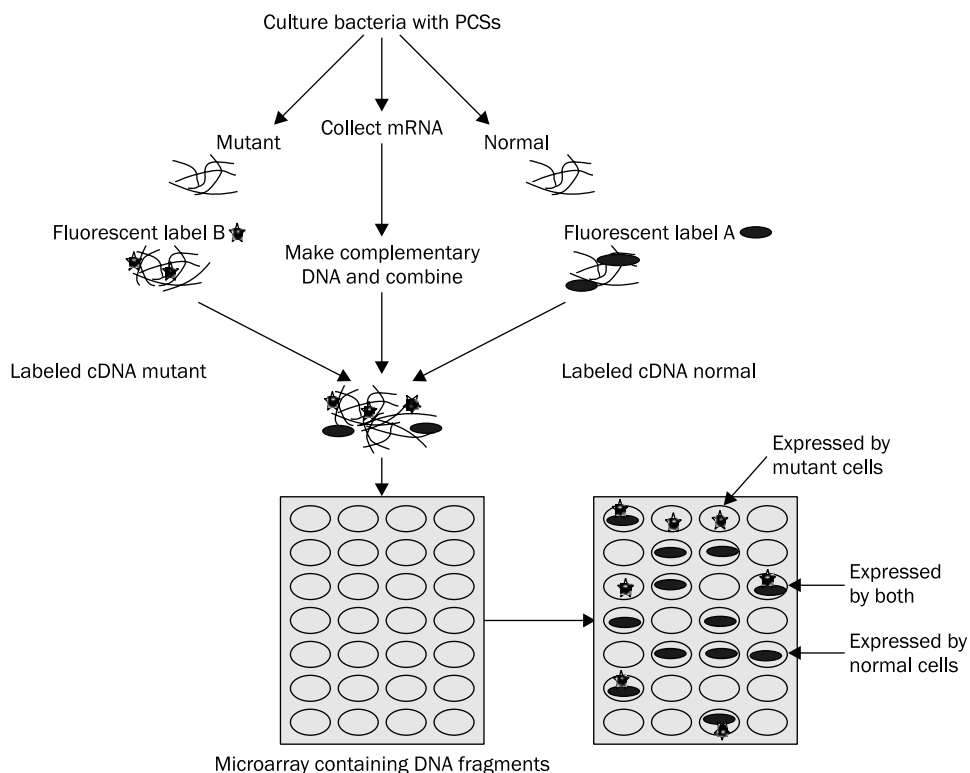 Culture bacteria with PCSs
Mutant
Collect mRNA
Normal
Fluorescent label B
Make complementary
DNA and combine
Fluorescent label A
Labeled cDNA mutant
Labeled cDNA normal
Expressed by
mutant cells
Expressed
by both
Expressed by
normal cells
Microarray containing DNA fragments